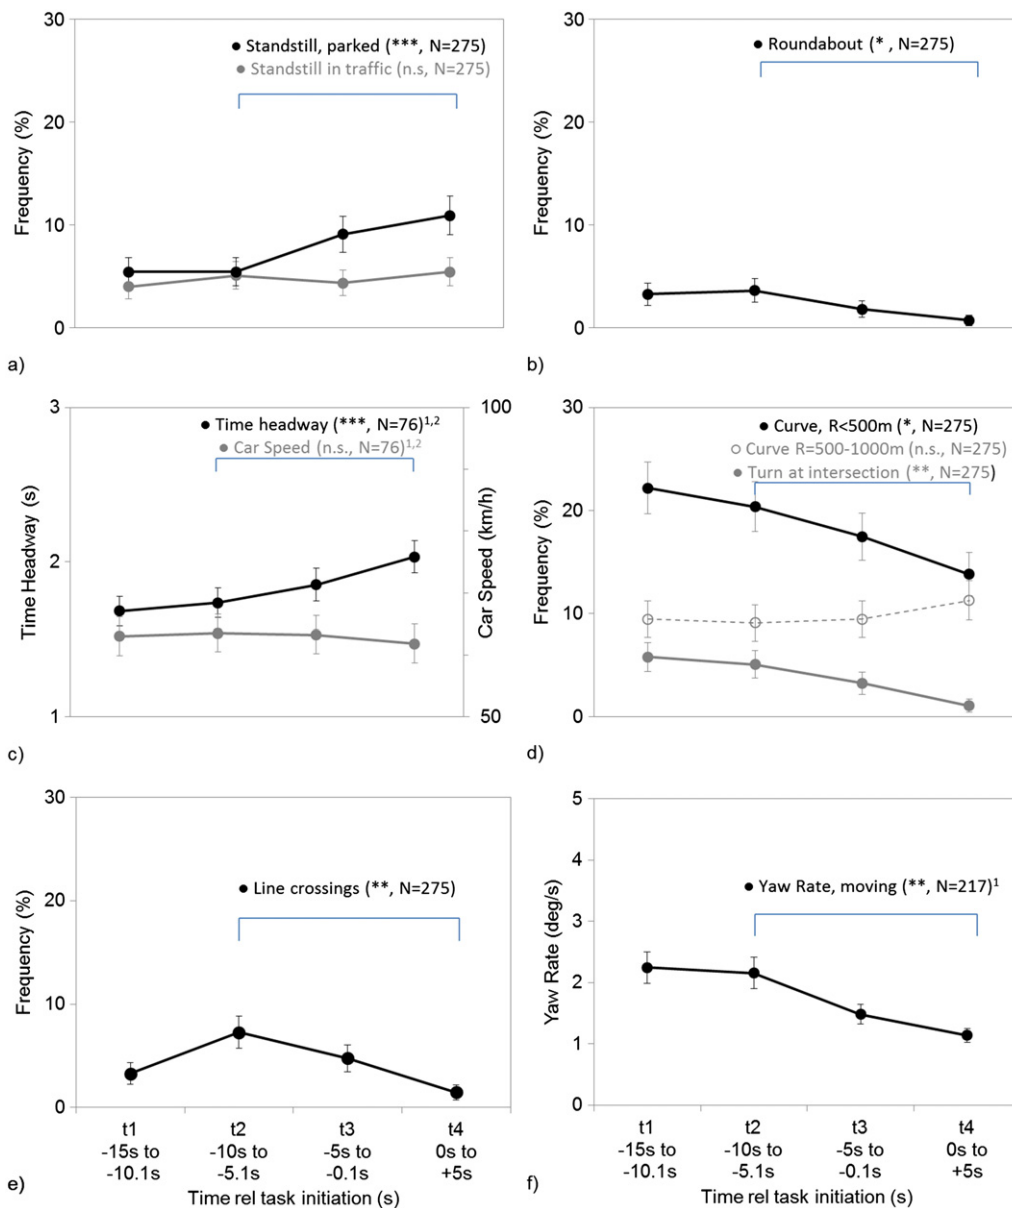 30
20
10
0
Frequency (%)
Standstill, parked (***, N=275)
Standstill in traffic (n.s, N=275)
a)
30
20
10
0
Frequency (%)
Roundabout (* , N=275)
b)
3
2
1
Time Headway (s)
Time headway (***, N=76)1,2
Car Speed (n.s., N=76)1,2
100
50
Car Speed (km/h)
c)
30
20
10
0
Frequency (%)
Curve, R<500m (*, N=275)
Curve R=500-1000m (n.s., N=275)
Turn at intersection (**, N=275)
d)
30
20
10
0
Frequency (%)
Line crossings (**, N=275)
t1 t2 t3 t4
-15s to -10s to -5s to 0s to
-10.1s -5.1s -0.1s +5s
Time rel task initiation (s)
e)
5
4
3
2
1
0
Yaw Rate (deg/s)
Yaw Rate, moving (**, N=217)1
t1 t2 t3 t4
-15s to -10s to -5s to 0s to
-10.1s -5.1s -0.1s +5s
Time rel task initiation (s)
f)